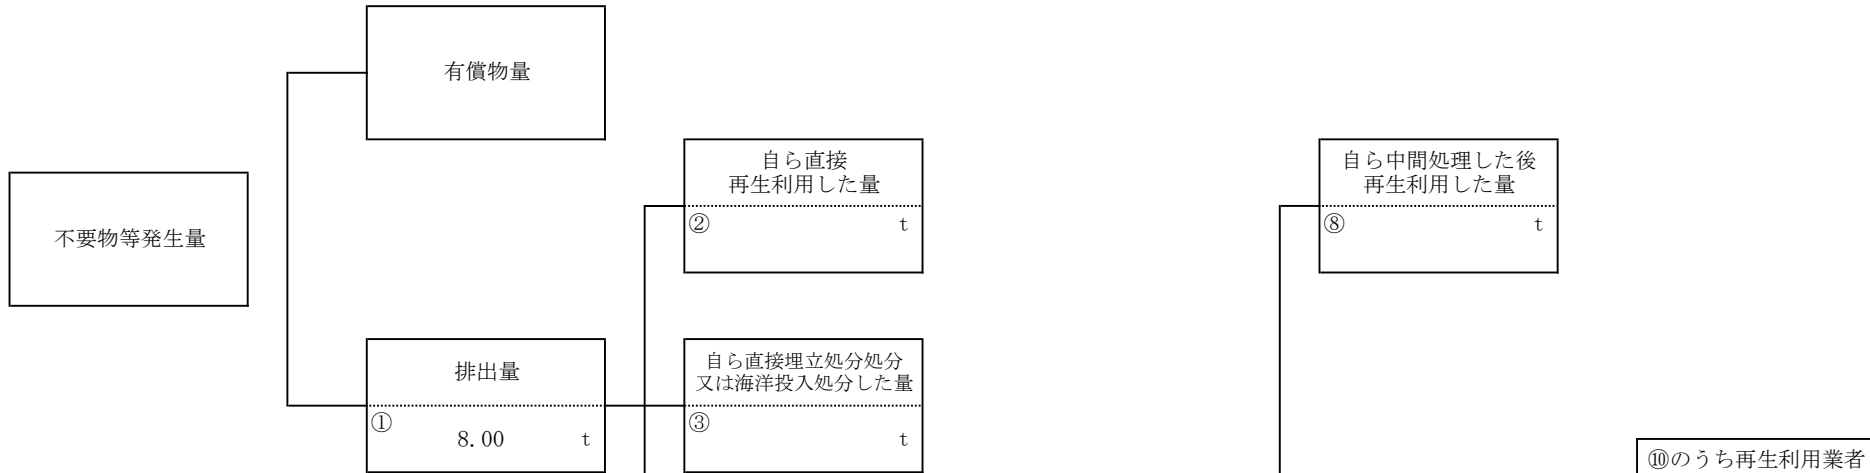 有償物量
自ら直接
再生利用した量
② t
自ら中間処理した後
再生利用した量
⑧ t
不要物等発生量
排出量
① 8.00 t
自ら直接埋立処分処分
又は海洋投入処分した量
③ t
⑩のうち再生利用業者